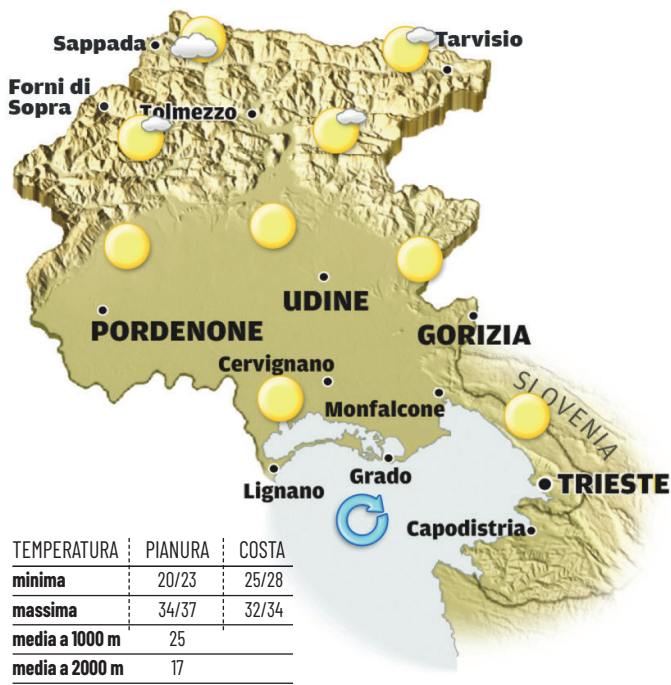 Sappada
Tarvisio
Forni di
Sopra
Tolmezzo
UDINE
PORDENONE
GORIZIA
Cervignano
SLOVENIA
Monfalcone
Grado
TRIESTE
Lignano
Capodistria
TEMPERATURA PIANURA COSTA
minima 20/23 25/28
massima 34/37 32/34
media a 1000 m 25
media a 2000 m 17